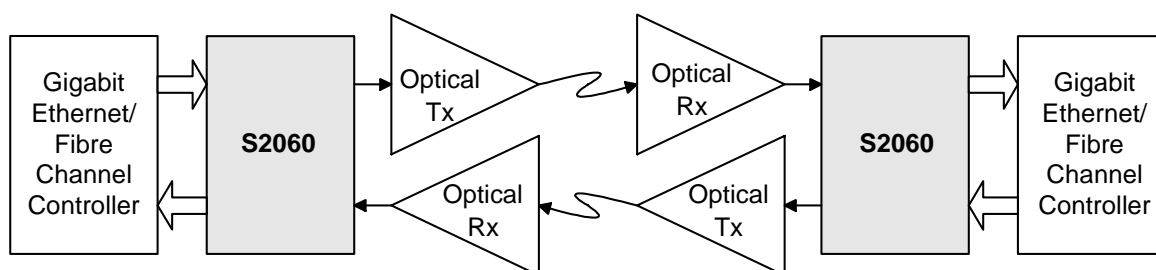 Gigabit
Ethernet/
Fibre
Channel
Controller
S2060
Optical
Tx
Optical
Rx
Optical
Rx
Optical
Tx
S2060
Gigabit
Ethernet/
Fibre
Channel
Controller